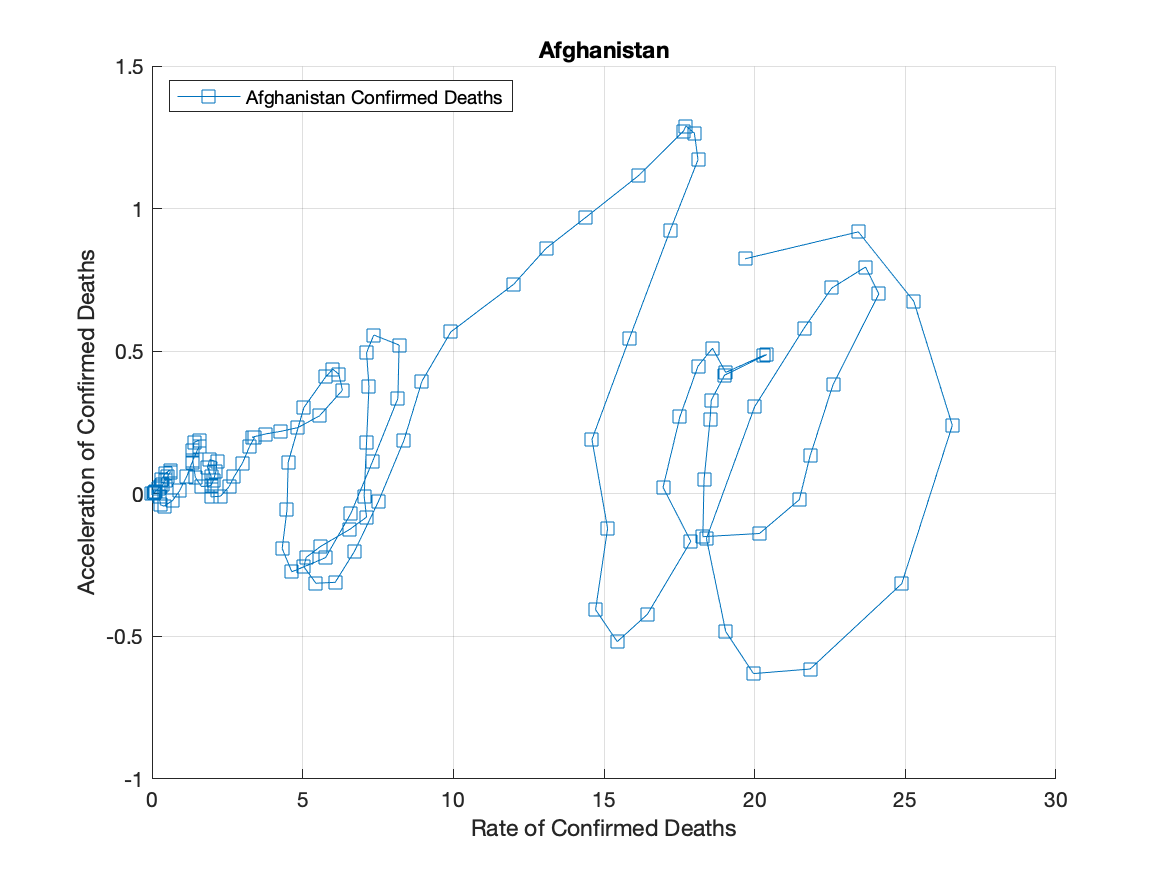 Afghanistan
1.5
Afghanistan Confirmed Deaths
1
0.5
0
-0.5
-1
Acceleration of Confirmed Deaths
0 5 10 15 20 25 30
Rate of Confirmed Deaths